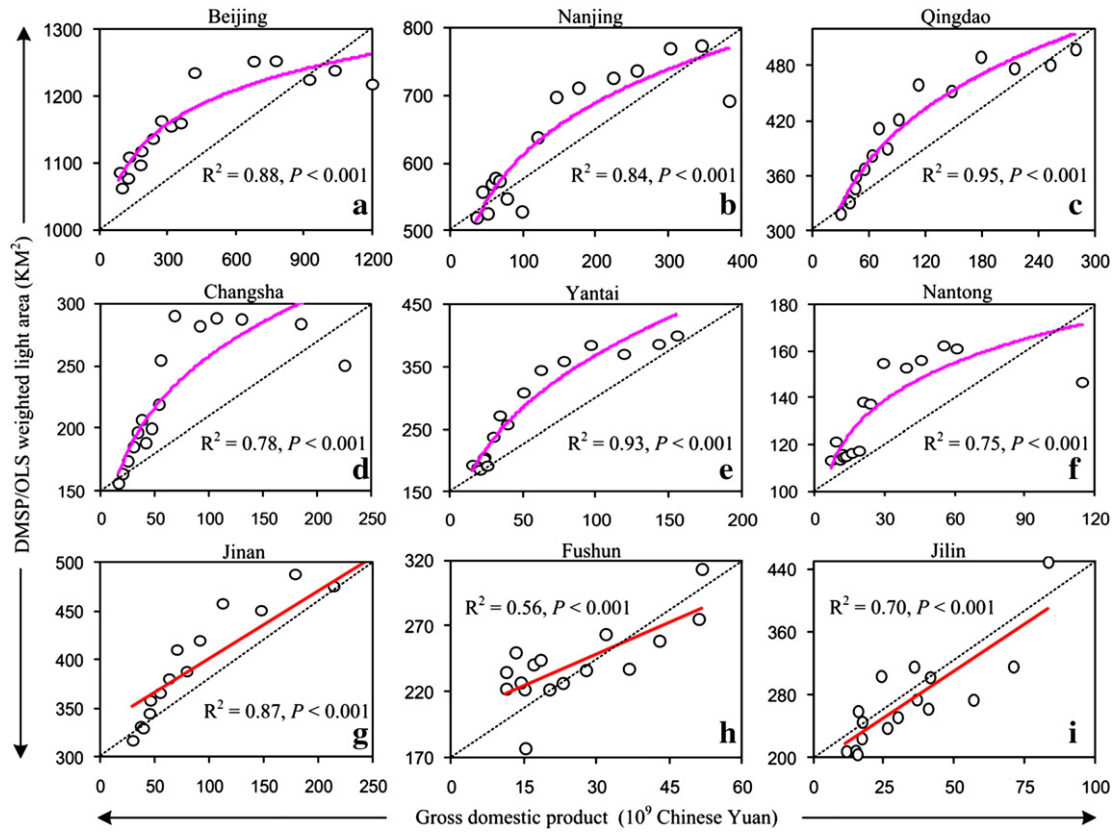 Beijing Nanjing Qingdao
1300 800 480
1200 700 420
1100 600 360
1000 500 300
R² = 0.88, P < 0.001 R² = 0.84, P < 0.001 R² = 0.95, P < 0.001
a b c
0 300 600 900 1200 0 100 200 300 400 0 60 120 180 240 300
Changsha Yantai Nantong
300 450 180
400 160
250 350 140
300
200 250 120
200
150 150 100
R² = 0.78, P < 0.001 R² = 0.93, P < 0.001 R² = 0.75, P < 0.001
d e f
0 50 100 150 200 250 0 50 100 150 200 0 30 60 90 120
Jinan Fushun Jilin
500 320 440
450 270 360
400
350 220 280
300 170 200
R² = 0.87, P < 0.001 R² = 0.56, P < 0.001 R² = 0.70, P < 0.001
g h i
0 50 100 150 200 250 0 15 30 45 60 0 25 50 75 100
DMSP/OLS weighted light area (KM²)
Gross domestic product (10⁹ Chinese Yuan)